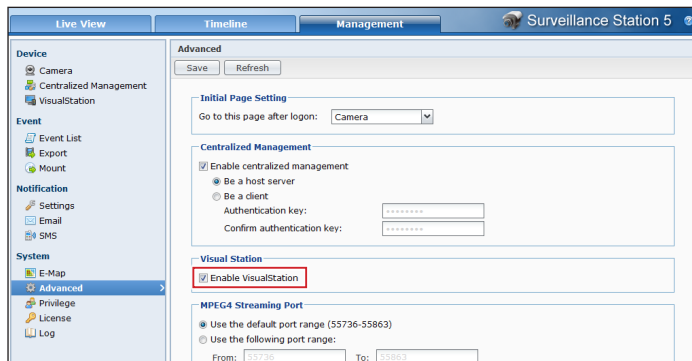 Live View
Timeline
Management
Surveillance Station 5
Device
Camera
Centralized Management
VisualStation
Event
Event List
Export
Mount
Notification
Settings
Email
SMS
System
E-Map
Advanced
Privilege
License
Log
Advanced
Save
Refresh
Initial Page Setting
Go to this page after logon: Camera
Centralized Management
Enable centralized management
Be a host server
Be a client
Authentication key: ********
Confirm authentication key: ********
Visual Station
Enable VisualStation
MPEG4 Streaming Port
Use the default port range (55736-55863)
Use the following port range:
From: 55736 To: 55863